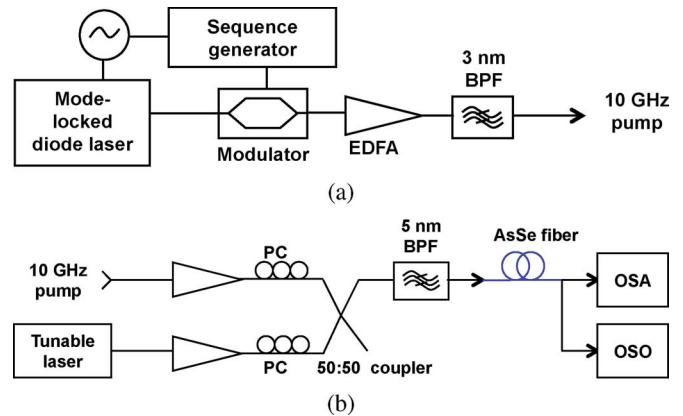 Sequence
generator
Mode-
locked
diode laser
Modulator
EDFA
3 nm
BPF
10 GHz
pump
(a)
10 GHz
pump
PC
5 nm
BPF
AsSe fiber
OSA
Tunable
laser
PC
50:50 coupler
OSO
(b)